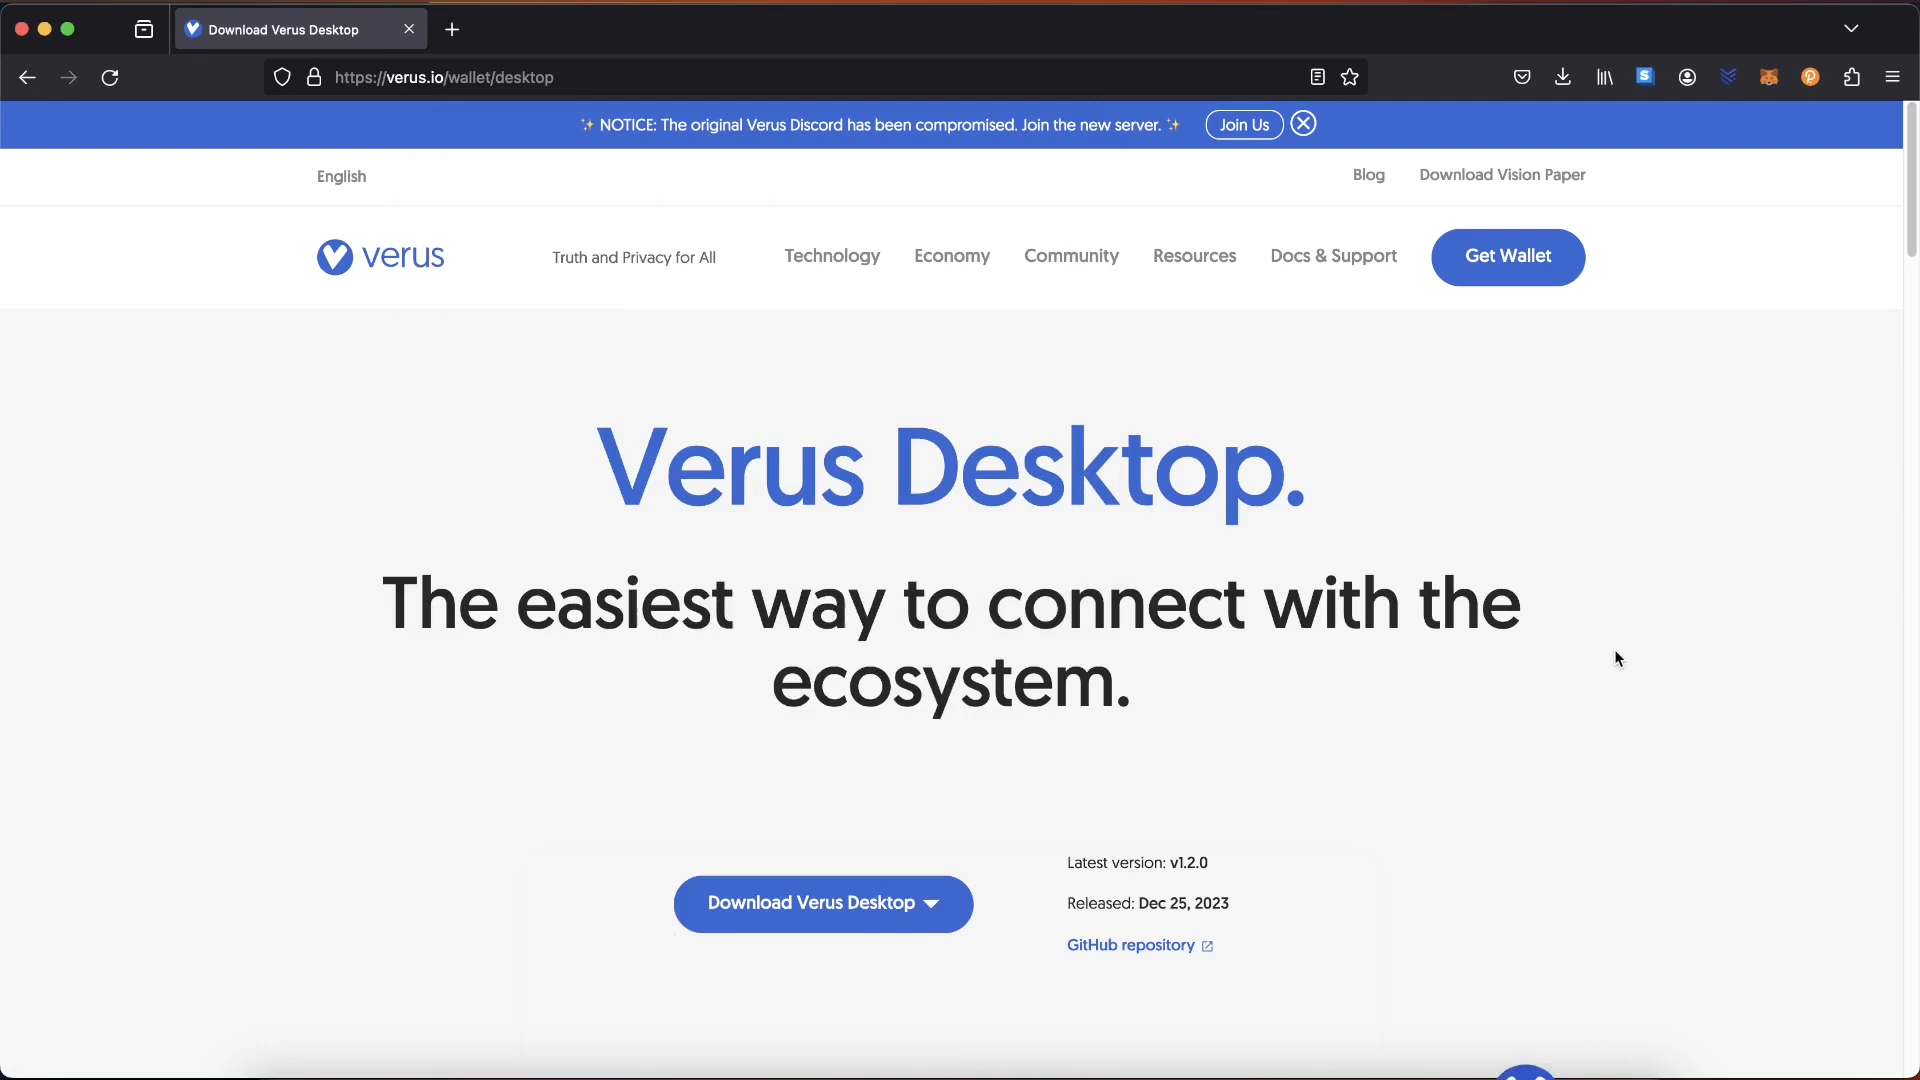 Download Verus Desktop
https://verus.io/wallet/desktop
✨ NOTICE: The original Verus Discord has been compromised. Join the new server. ✨ Join Us
English Blog Download Vision Paper
verus Truth and Privacy for All Technology Economy Community Resources Docs & Support Get Wallet
Verus Desktop.
The easiest way to connect with the
ecosystem.
Latest version: v1.2.0
Download Verus Desktop
Released: Dec 25, 2023
GitHub repository